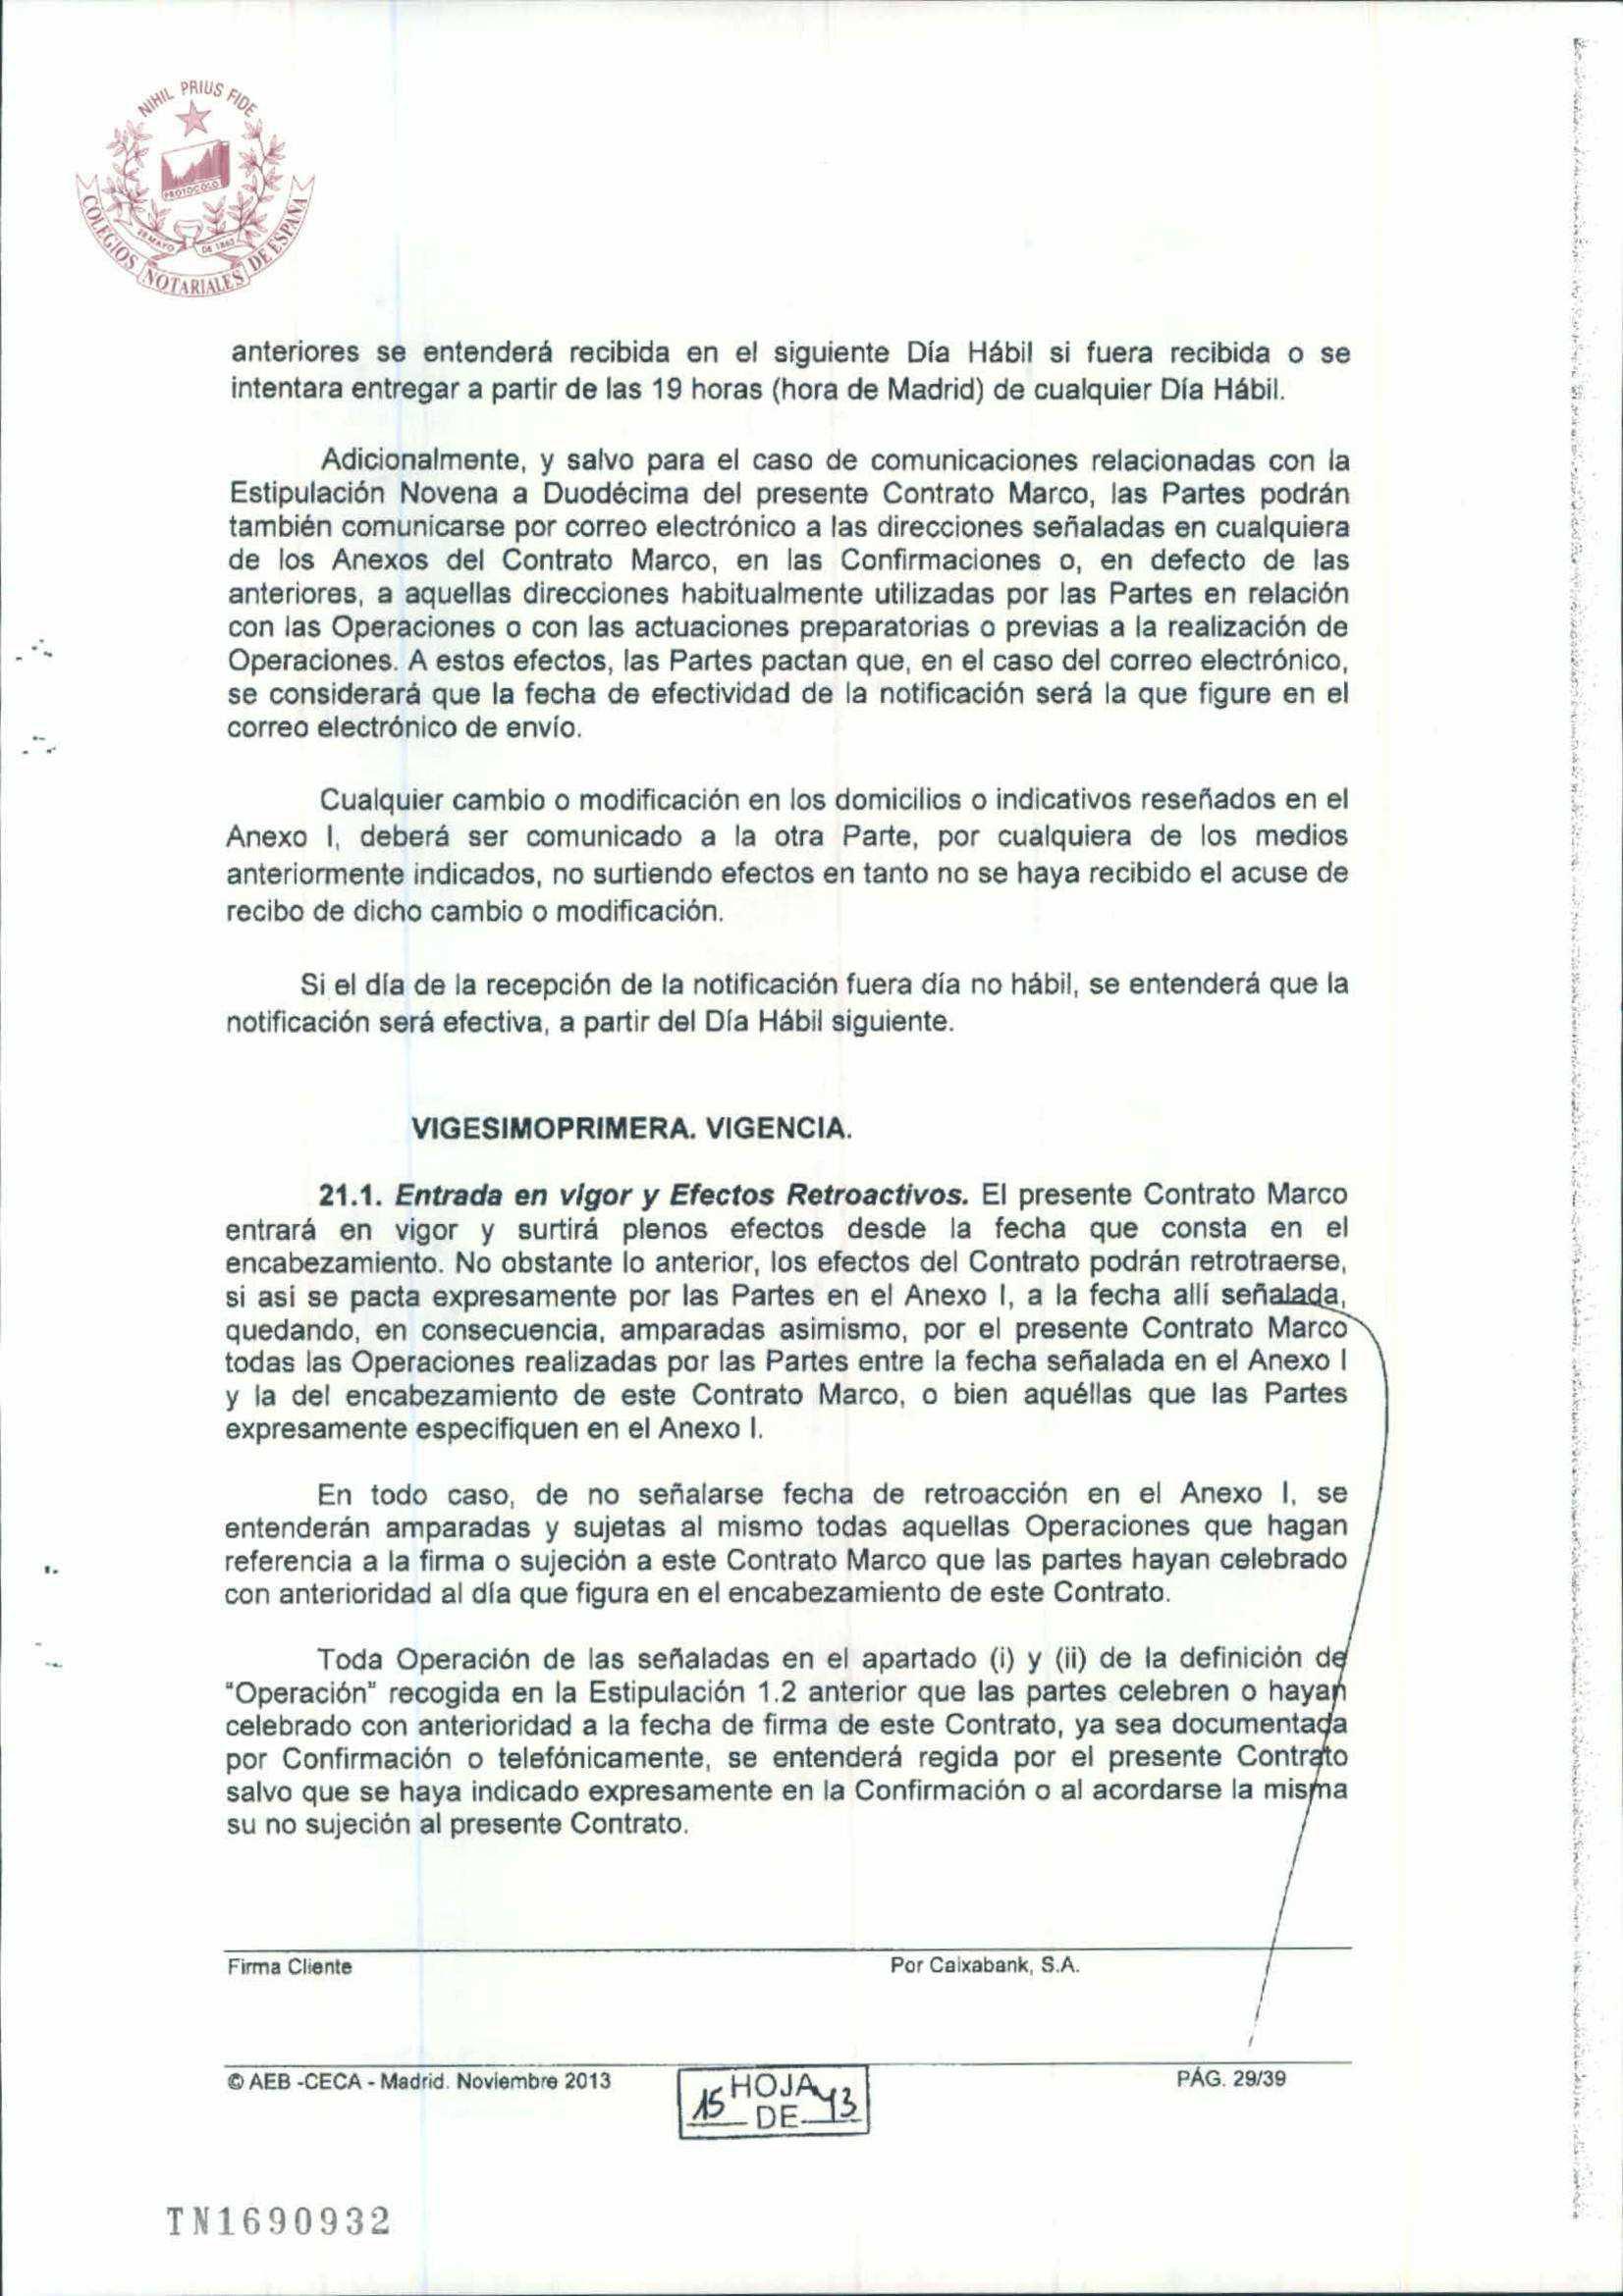 NIHIL PRIUS FIDE
PROTOCOLO
28 MAYO DE 1862
COLEGIOS NOTARIALES DE ESPAÑA
anteriores se entenderá recibida en el siguiente Día Hábil si fuera recibida o se
intentara entregar a partir de las 19 horas (hora de Madrid) de cualquier Día Hábil.
Adicionalmente, y salvo para el caso de comunicaciones relacionadas con la
Estipulación Novena a Duodécima del presente Contrato Marco, las Partes podrán
también comunicarse por correo electrónico a las direcciones señaladas en cualquiera
de los Anexos del Contrato Marco, en las Confirmaciones o, en defecto de las
anteriores, a aquellas direcciones habitualmente utilizadas por las Partes en relación
con las Operaciones o con las actuaciones preparatorias o previas a la realización de
Operaciones. A estos efectos, las Partes pactan que, en el caso del correo electrónico,
se considerará que la fecha de efectividad de la notificación será la que figure en el
correo electrónico de envío.
Cualquier cambio o modificación en los domicilios o indicativos reseñados en el
Anexo I, deberá ser comunicado a la otra Parte, por cualquiera de los medios
anteriormente indicados, no surtiendo efectos en tanto no se haya recibido el acuse de
recibo de dicho cambio o modificación.
Si el día de la recepción de la notificación fuera día no hábil, se entenderá que la
notificación será efectiva, a partir del Día Hábil siguiente.
VIGESIMOPRIMERA. VIGENCIA.
21.1. Entrada en vigor y Efectos Retroactivos. El presente Contrato Marco
entrará en vigor y surtirá plenos efectos desde la fecha que consta en el
encabezamiento. No obstante lo anterior, los efectos del Contrato podrán retrotraerse,
si asi se pacta expresamente por las Partes en el Anexo I, a la fecha allí señalada,
quedando, en consecuencia, amparadas asimismo, por el presente Contrato Marco
todas las Operaciones realizadas por las Partes entre la fecha señalada en el Anexo I
y la del encabezamiento de este Contrato Marco, o bien aquéllas que las Partes
expresamente especifiquen en el Anexo I.
En todo caso, de no señalarse fecha de retroacción en el Anexo I, se
entenderán amparadas y sujetas al mismo todas aquellas Operaciones que hagan
referencia a la firma o sujeción a este Contrato Marco que las partes hayan celebrado
con anterioridad al día que figura en el encabezamiento de este Contrato.
Toda Operación de las señaladas en el apartado (i) y (ii) de la definición de
"Operación" recogida en la Estipulación 1.2 anterior que las partes celebren o hayan
celebrado con anterioridad a la fecha de firma de este Contrato, ya sea documentada
por Confirmación o telefónicamente, se entenderá regida por el presente Contrato
salvo que se haya indicado expresamente en la Confirmación o al acordarse la misma
su no sujeción al presente Contrato.
Firma Cliente Por Caixabank, S.A.
© AEB -CECA - Madrid. Noviembre 2013 PÁG. 29/39
15 HOJA
DE 43
TN1690932